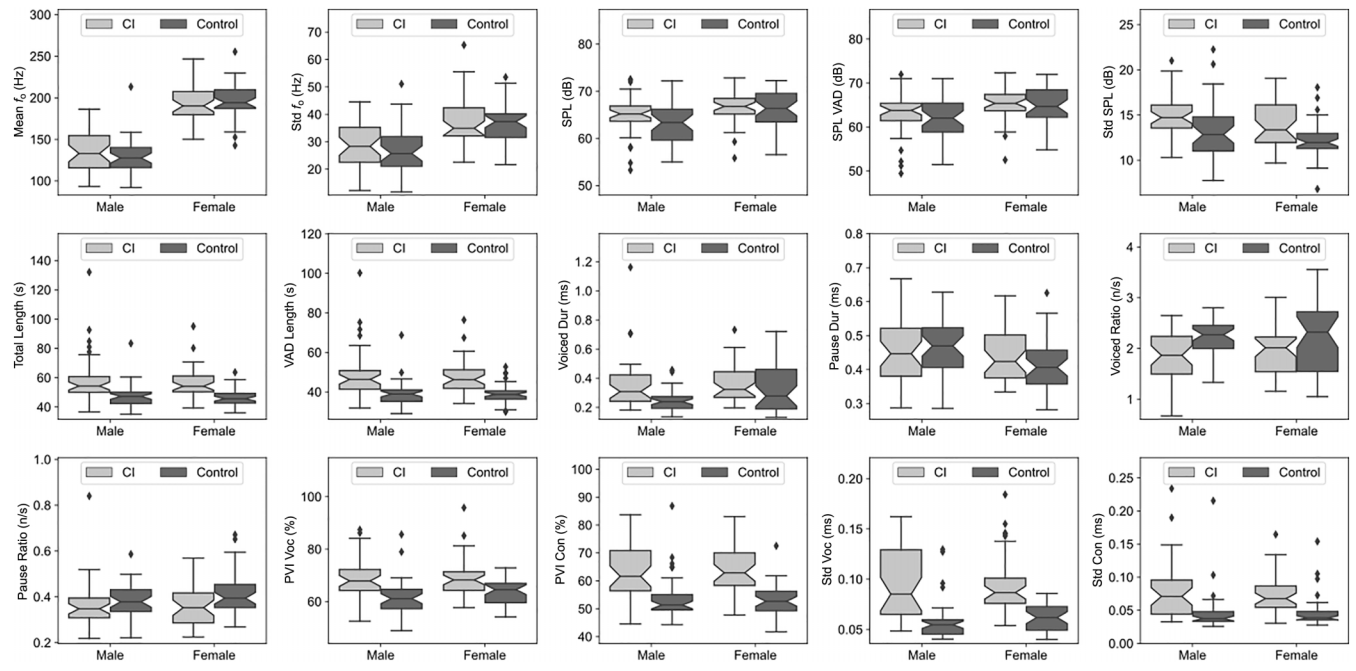 CI Control
Mean fo (Hz)
300
250
200
150
100
Male Female
CI Control
Std fo (Hz)
70
60
50
40
30
20
Male Female
CI Control
SPL (dB)
80
70
60
50
Male Female
CI Control
SPL VAD (dB)
80
70
60
50
Male Female
CI Control
Std SPL (dB)
25
20
15
10
Male Female
CI Control
Total Length (s)
140
120
100
80
60
40
Male Female
CI Control
VAD Length (s)
120
100
80
60
40
Male Female
CI Control
Voiced Dur (ms)
1.2
1.0
0.8
0.6
0.4
0.2
Male Female
CI Control
Pause Dur (ms)
0.8
0.7
0.6
0.5
0.4
0.3
Male Female
CI Control
Voiced Ratio (n/s)
4
3
2
1
Male Female
CI Control
Pause Ratio (n/s)
1.0
0.8
0.6
0.4
0.2
Male Female
CI Control
PVI Voc (%)
100
80
60
Male Female
CI Control
PVI Con (%)
100
90
80
70
60
50
40
Male Female
CI Control
Std Voc (ms)
0.20
0.15
0.10
0.05
Male Female
CI Control
Std Con (ms)
0.25
0.20
0.15
0.10
0.05
0.00
Male Female